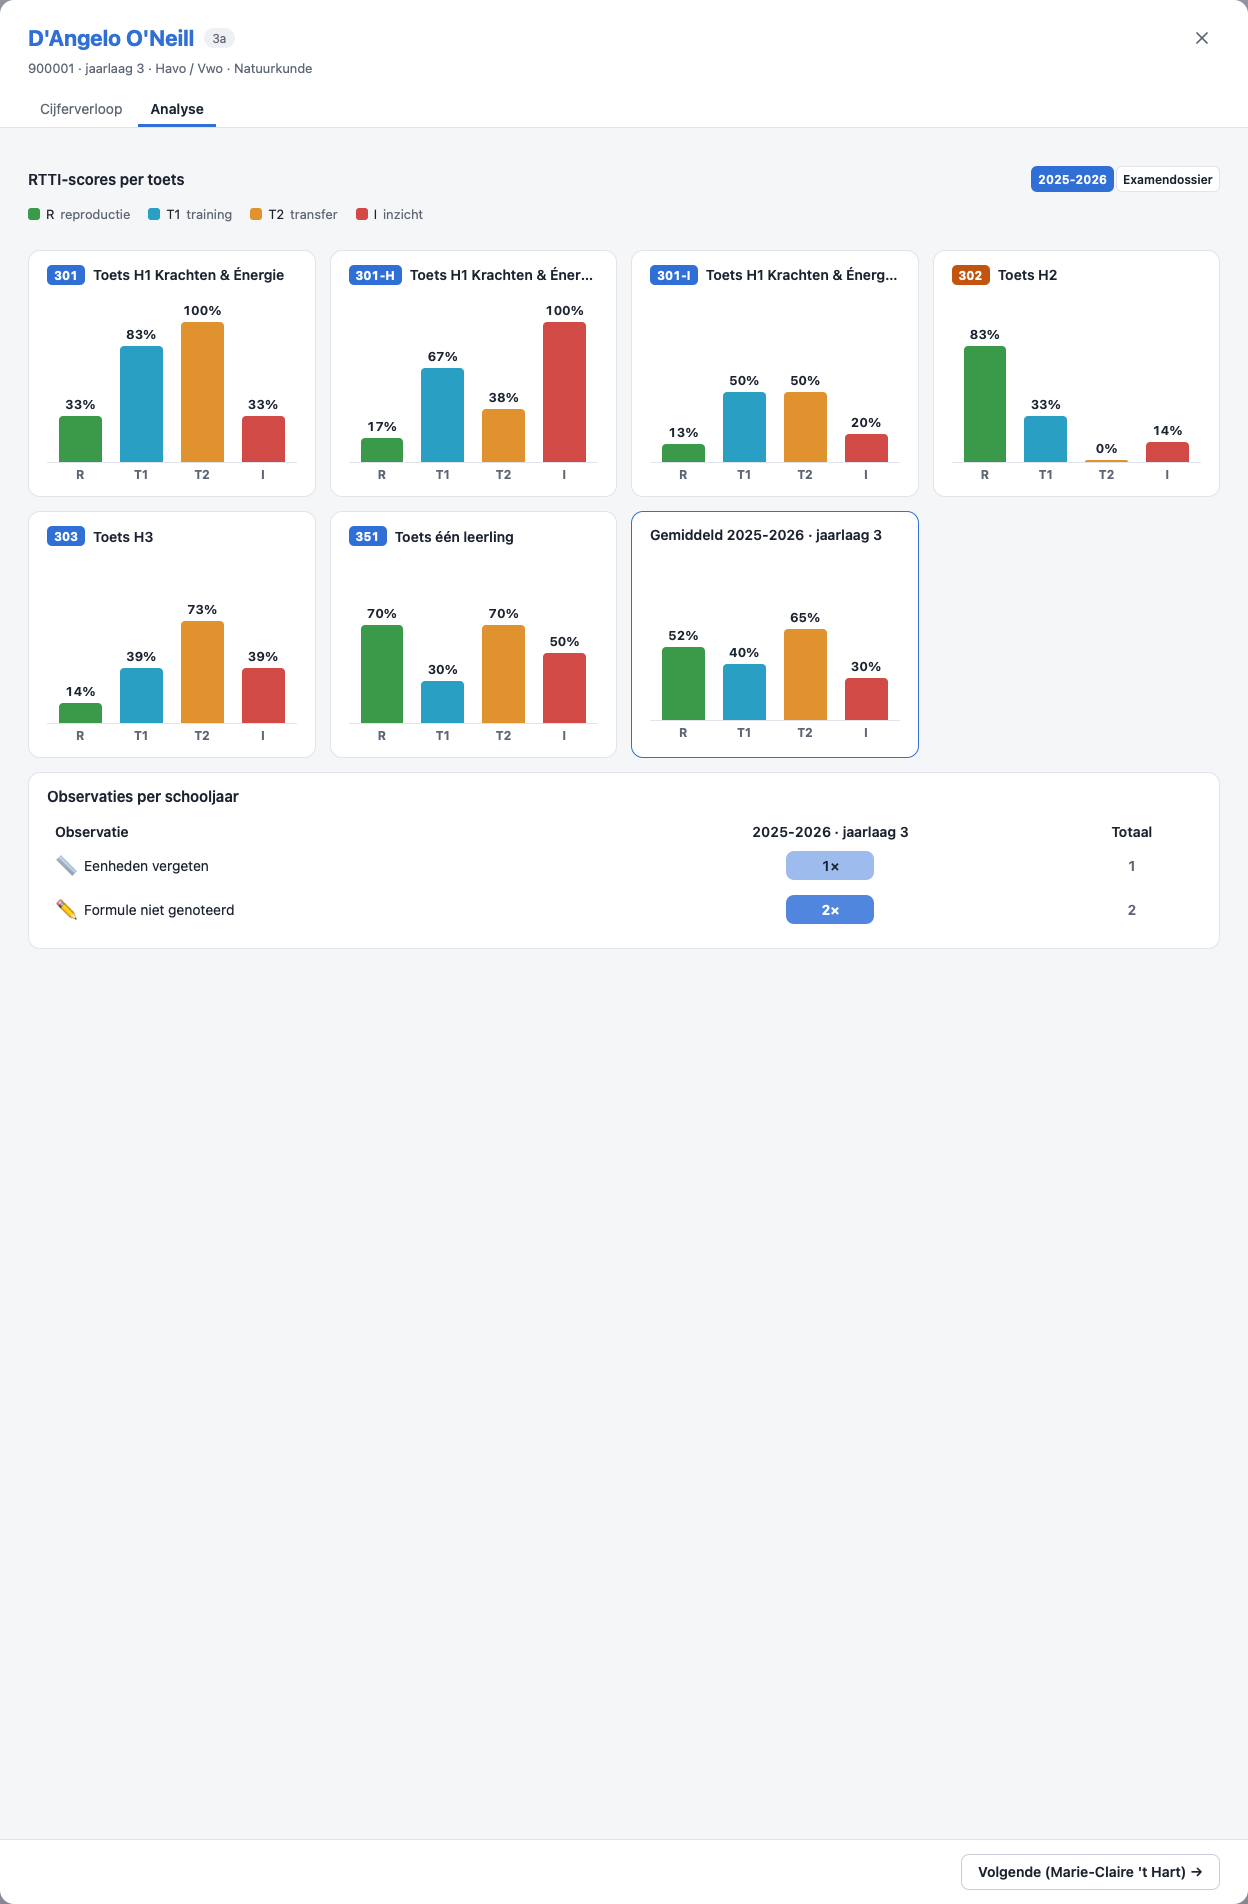 D'Angelo O'Neill 3a
900001 · jaarlaag 3 · Havo / Vwo · Natuurkunde
Cijferverloop Analyse
RTTI-scores per toets 2025-2026 Examendossier
R reproductie T1 training T2 transfer I inzicht
301 Toets H1 Krachten & Énergie
33% 83% 100% 33%
R T1 T2 I
301-H Toets H1 Krachten & Éner...
17% 67% 38% 100%
R T1 T2 I
301-I Toets H1 Krachten & Énerg...
13% 50% 50% 20%
R T1 T2 I
302 Toets H2
83% 33% 0% 14%
R T1 T2 I
303 Toets H3
14% 39% 73% 39%
R T1 T2 I
351 Toets één leerling
70% 30% 70% 50%
R T1 T2 I
Gemiddeld 2025-2026 · jaarlaag 3
52% 40% 65% 30%
R T1 T2 I
Observaties per schooljaar
Observatie 2025-2026 · jaarlaag 3 Totaal
Eenheden vergeten 1× 1
Formule niet genoteerd 2× 2
Volgende (Marie-Claire 't Hart) →